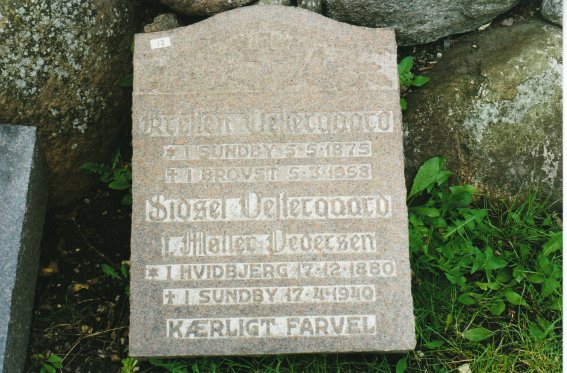 12
Vestergaard
* I SUNDBY 5-5-1875
+ I BROVST 5-3-1958
Sidsel Vestergaard
f. Møller Pedersen
* I HVIDBJERG 17-12-1880
+ I SUNDBY 17-4-1940
KÆRLIGT FARVEL